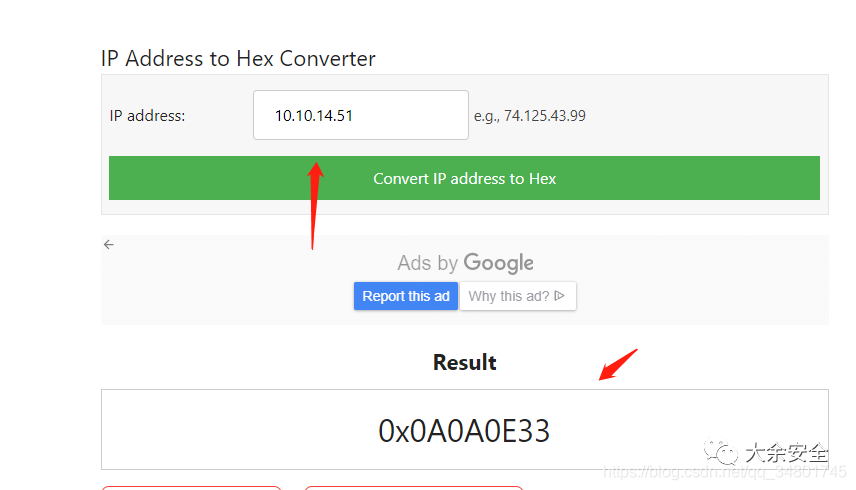 IP Address to Hex Converter
IP address: 10.10.14.51 e.g., 74.125.43.99
Convert IP address to Hex
Ads by Google
Report this ad Why this ad?
Result
0x0A0A0E33
大余安全
https://blog.csdn.net/qq_34801745